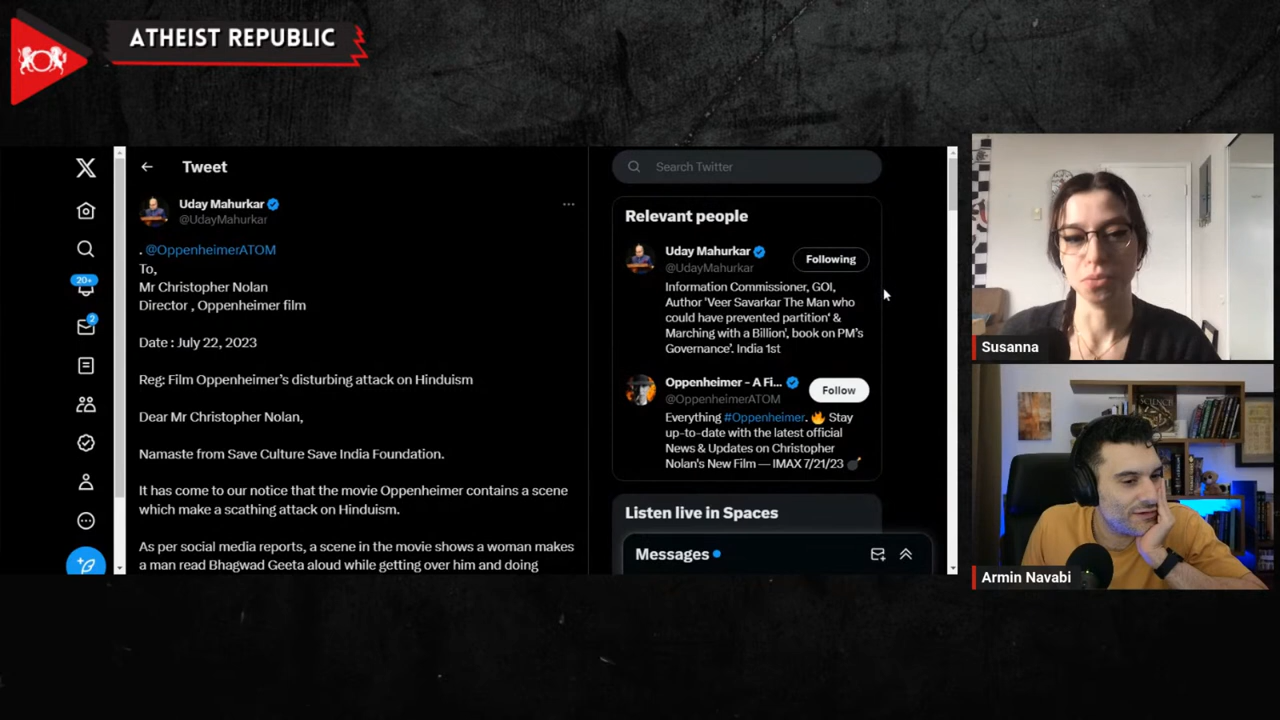 ATHEIST REPUBLIC
Tweet
Uday Mahurkar
@UdayMahurkar
. @OppenheimerATOM
To,
Mr Christopher Nolan
Director , Oppenheimer film
Date : July 22, 2023
Reg: Film Oppenheimer's disturbing attack on Hinduism
Dear Mr Christopher Nolan,
Namaste from Save Culture Save India Foundation.
It has come to our notice that the movie Oppenheimer contains a scene
which make a scathing attack on Hinduism.
As per social media reports, a scene in the movie shows a woman makes
a man read Bhagwad Geeta aloud while getting over him and doing
20+
2
Search Twitter
Relevant people
Uday Mahurkar
@UdayMahurkar
Following
Information Commissioner, GOI,
Author 'Veer Savarkar The Man who
could have prevented partition' &
Marching with a Billion', book on PM's
Governance'. India 1st
Oppenheimer - A Fi...
@OppenheimerATOM
Follow
Everything #Oppenheimer. 🔥 Stay
up-to-date with the latest official
News & Updates on Christopher
Nolan's New Film — IMAX 7/21/23 💣
Listen live in Spaces
Messages
Susanna
SCIENCE
Armin Navabi